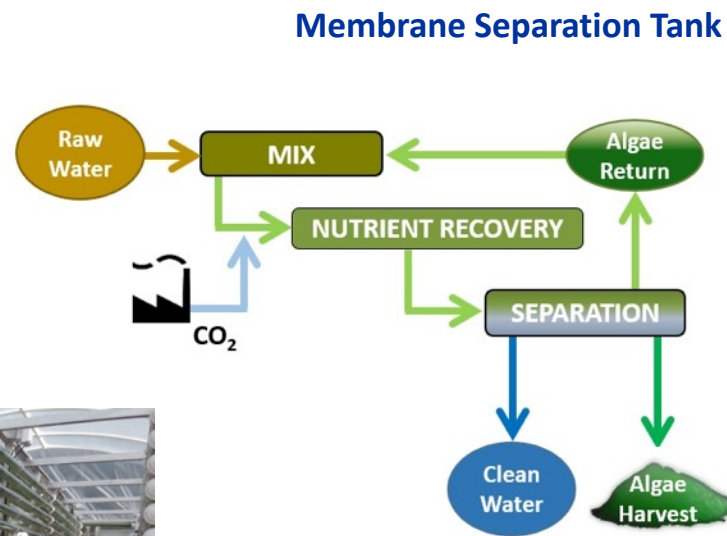 Membrane Separation Tank
Raw
Water
MIX
Algae
Return
NUTRIENT RECOVERY
CO₂
SEPARATION
Clean
Water
Algae
Harvest